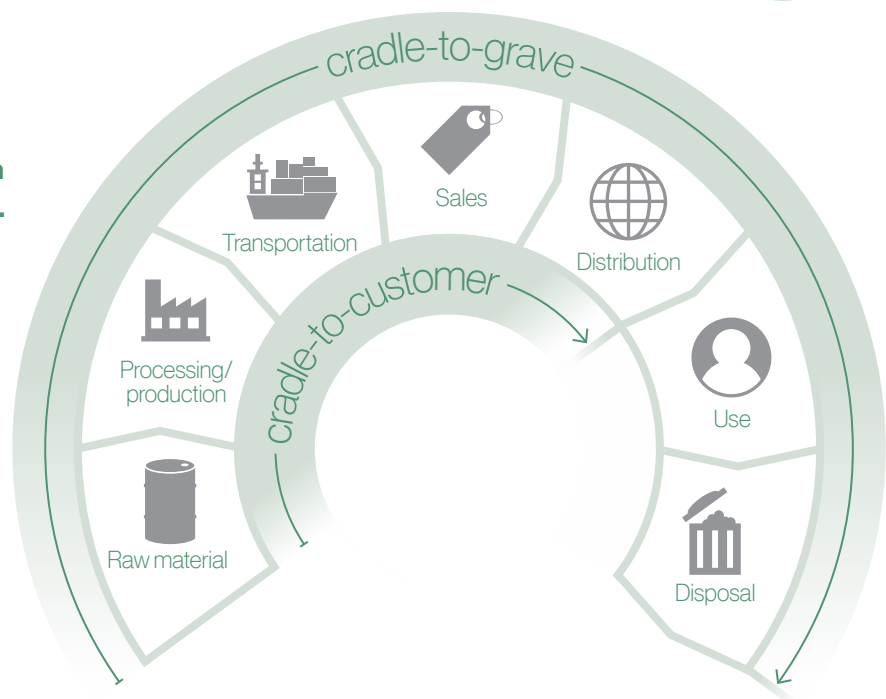 cradle-to-grave
Sales
Transportation
Distribution
cradle-to-customer
Processing/
production
Use
Raw material
Disposal